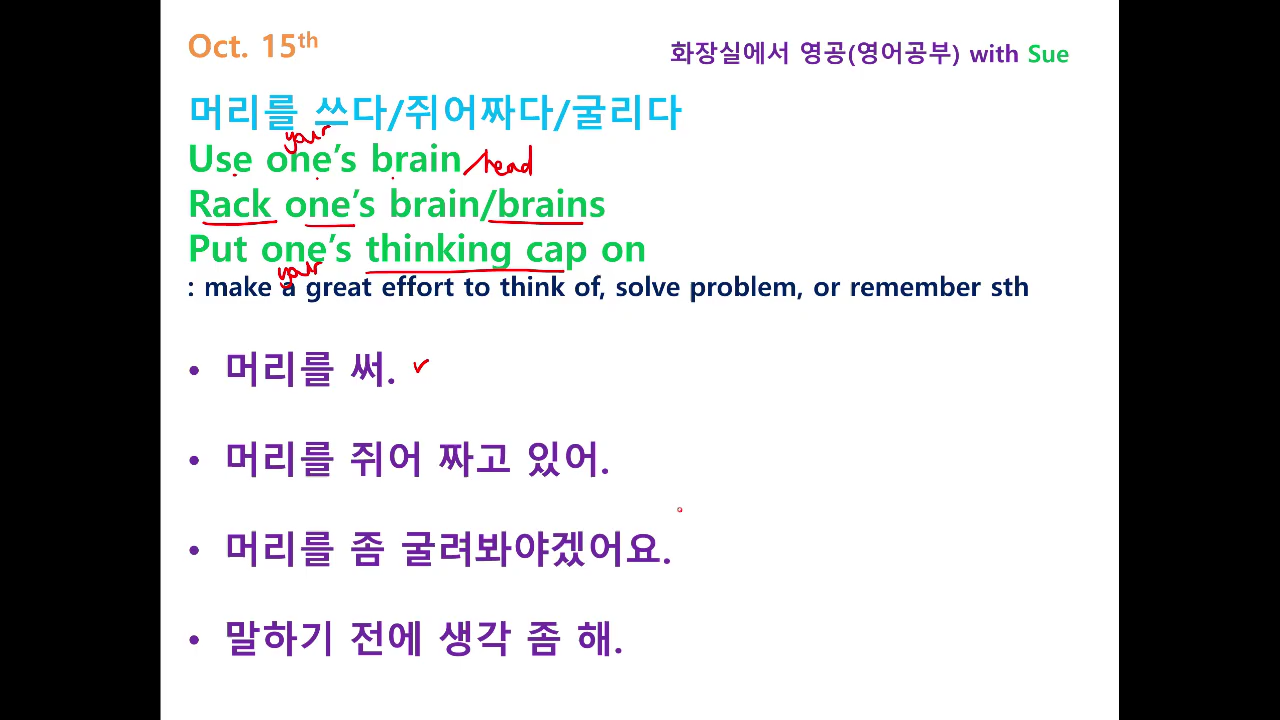 Oct. 15th
화장실에서 영공(영어공부) with Sue
머리를 쓰다/쥐어짜다/굴리다
your
Use one's brain/head
Rack one's brain/brains
Put one's thinking cap on
your
: make a great effort to think of, solve problem, or remember sth
• 머리를 써.
• 머리를 쥐어 짜고 있어.
• 머리를 좀 굴려봐야겠어요.
• 말하기 전에 생각 좀 해.